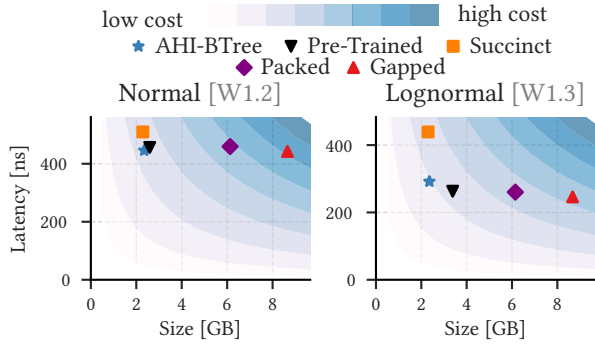 low cost high cost
AHI-BTree Pre-Trained Succinct
Packed Gapped
Normal [W1.2] Lognormal [W1.3]
Latency [ns]
400
200
0
0 2 4 6 8
Size [GB]
400
200
0
0 2 4 6 8
Size [GB]